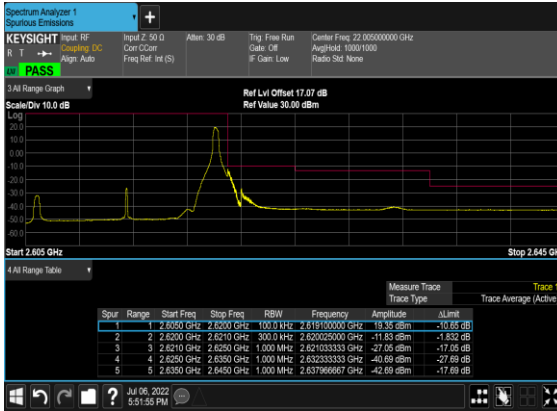 Spectrum Analyzer 1
Spurious Emissions
+
KEYSIGHT Input: RF Input Z: 50 Ω Atten: 30 dB Trig: Free Run Center Freq: 22.005000000 GHz
R T Coupling: DC Corr CCorr Gate: Off Avg|Hold: 1000/1000
Align: Auto Freq Ref: Int (S) IF Gain: Low Radio Std: None
PASS
3 All Range Graph
Ref Lvl Offset 17.07 dB
Scale/Div 10.0 dB Ref Value 30.00 dBm
Log
20.0
10.0
0.00
-10.0
-20.0
-30.0
-40.0
-50.0
-60.0
Start 2.605 GHz Stop 2.645 GH
4 All Range Table
Measure Trace Trace 1
Trace Type Trace Average (Active
Spur Range Start Freq Stop Freq RBW Frequency Amplitude ΔLimit
1 1 2.6050 GHz 2.6200 GHz 100.0 kHz 2.619100000 GHz 19.35 dBm -10.65 dB
2 2 2.6200 GHz 2.6210 GHz 300.0 kHz 2.620025000 GHz -11.83 dBm -1.832 dB
3 3 2.6210 GHz 2.6250 GHz 1.000 MHz 2.621033333 GHz -27.05 dBm -17.05 dB
4 4 2.6250 GHz 2.6350 GHz 1.000 MHz 2.632333333 GHz -40.69 dBm -27.69 dB
5 5 2.6350 GHz 2.6450 GHz 1.000 MHz 2.637966667 GHz -42.69 dBm -17.69 dB
? Jul 06, 2022
5:51:55 PM